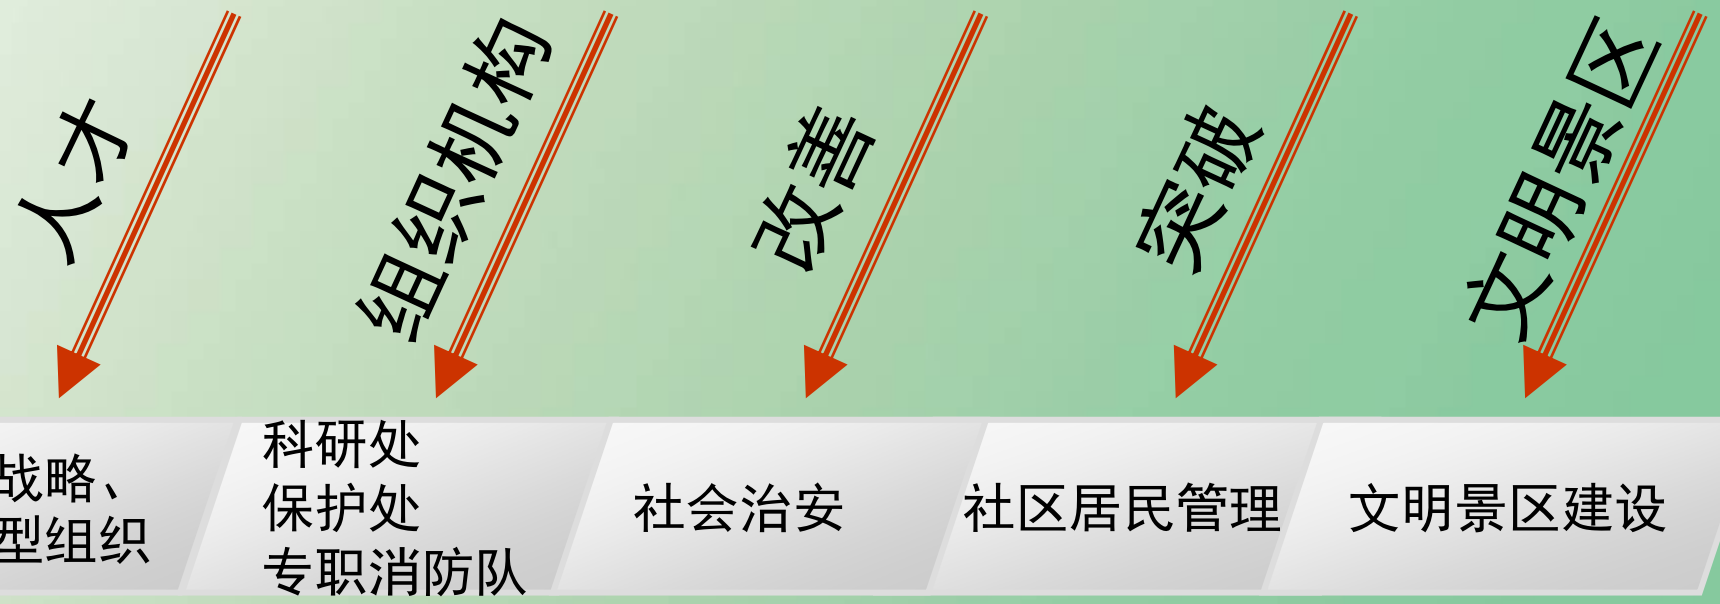 人才
组织机构
改善
突破
文明景区
战略、
型组织
科研处
保护处
专职消防队
社会治安
社区居民管理
文明景区建设